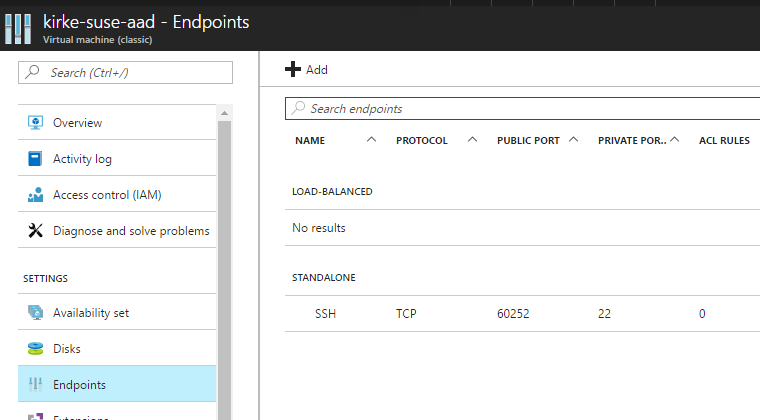 kirke-suse-aad - Endpoints
Virtual machine (classic)
Search (Ctrl+/)
Overview
Activity log
Access control (IAM)
Diagnose and solve problems
SETTINGS
Availability set
Disks
Endpoints
Extensions
Add
Search endpoints
NAME PROTOCOL PUBLIC PORT PRIVATE POR.. ACL RULES
LOAD-BALANCED
No results
STANDALONE
SSH TCP 60252 22 0